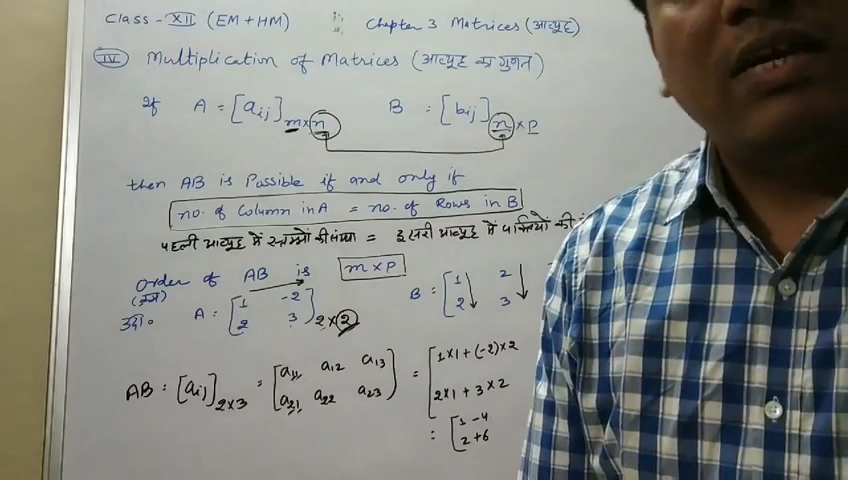 Class - XII (EM + HM) Chapter 3 Matrices (आव्यूह)
IV Multiplication of Matrices (आव्यूह का गुणन)
If A = [aij]m×n B = [bij]n×p
then AB is Possible if and only if
no. of Column in A = no. of Rows in B
पहली आव्यूह में स्तम्भों की संख्या = दूसरी आव्यूह में पंक्तियों की
order of AB is m×p
(क्रम)
उदा० A = [1 -2 2 3]2×2 B = [1 2 2 3
AB = [aij]2×3 = [a11 a12 a13 a21 a22 a23] = [1×1+(-2)×2 2×1+3×2
= [1-4 2+6